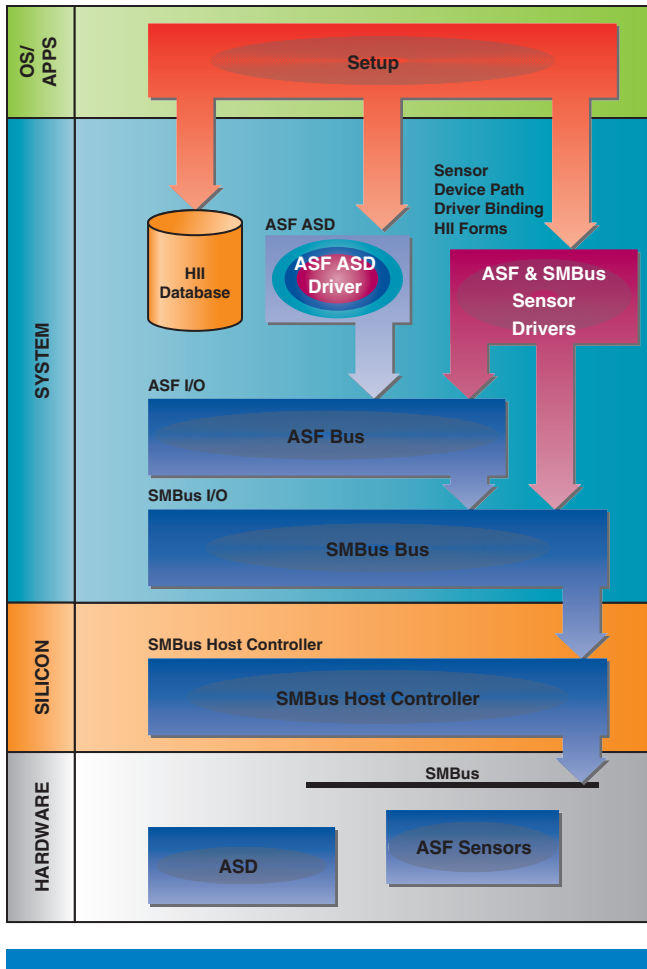 OS/
APPS
Setup
SYSTEM
Sensor
Device Path
Driver Binding
HII Forms
ASF ASD
HII
Database
ASF ASD
Driver
ASF & SMBus
Sensor
Drivers
ASF I/O
ASF Bus
SMBus I/O
SMBus Bus
SILICON
SMBus Host Controller
SMBus Host Controller
HARDWARE
SMBus
ASF Sensors
ASD